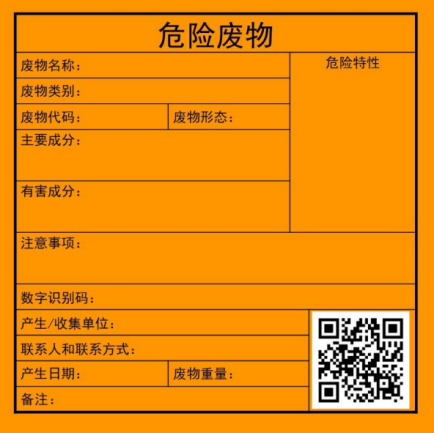 危险废物
废物名称：
危险特性
废物类别：
废物代码：
废物形态：
主要成分：
有害成分：
注意事项：
数字识别码：
产生/收集单位：
联系人和联系方式：
产生日期：
废物重量：
备注：